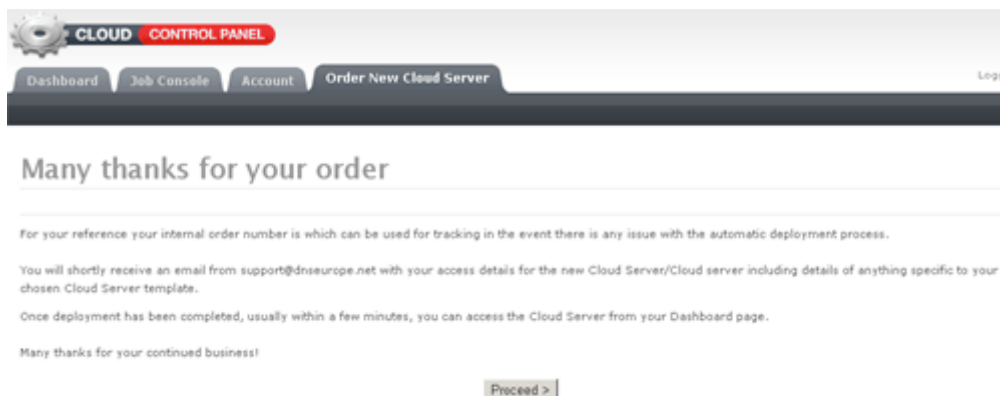 CLOUD CONTROL PANEL
Dashboard Job Console Account Order New Cloud Server
Many thanks for your order
For your reference your internal order number is which can be used for tracking in the event there is any issue with the automatic deployment process.
You will shortly receive an email from support@dnseurope.net with your access details for the new Cloud Server/Cloud server including details of anything specific to your
chosen Cloud Server template.
Once deployment has been completed, usually within a few minutes, you can access the Cloud Server from your Dashboard page.
Many thanks for your continued business!
Proceed >